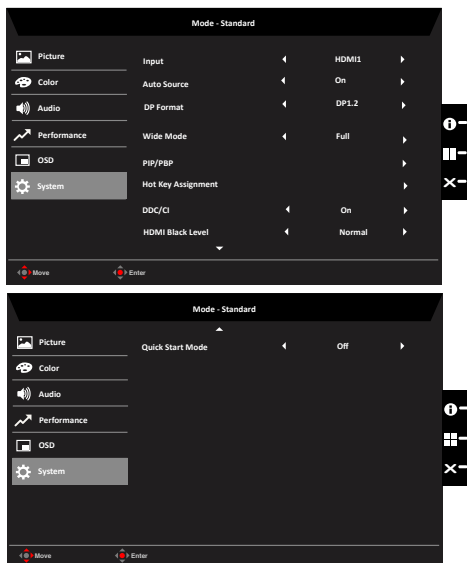 Mode - Standard
Picture
Input HDMI1
Color
Auto Source On
Audio
DP Format DP1.2
Performance
Wide Mode Full
OSD
PIP/PBP
System
Hot Key Assignment
DDC/CI On
HDMI Black Level Normal
Move Enter
Mode - Standard
Picture
Quick Start Mode Off
Color
Audio
Performance
OSD
System
Move Enter